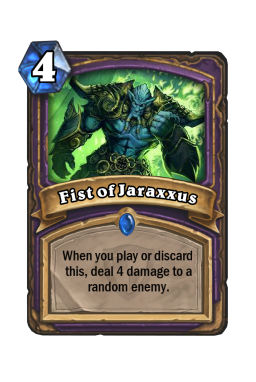 4
Fist of Jaraxxus
When you play or discard
this, deal 4 damage to a
random enemy.